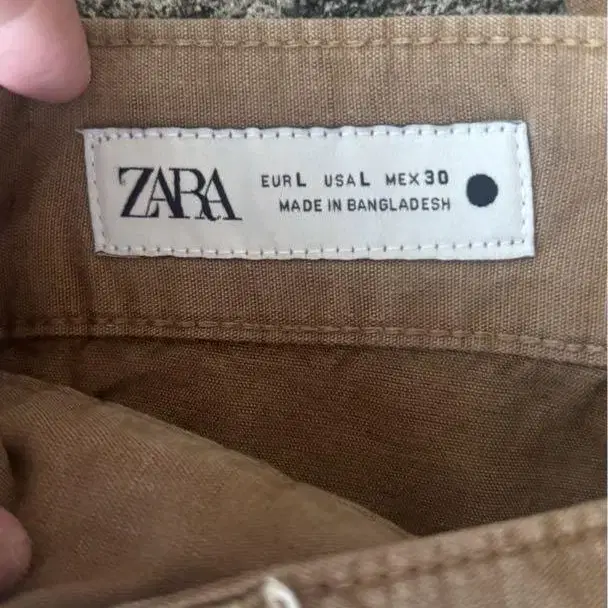 ZARA
EUR L USA L MEX 30
MADE IN BANGLADESH